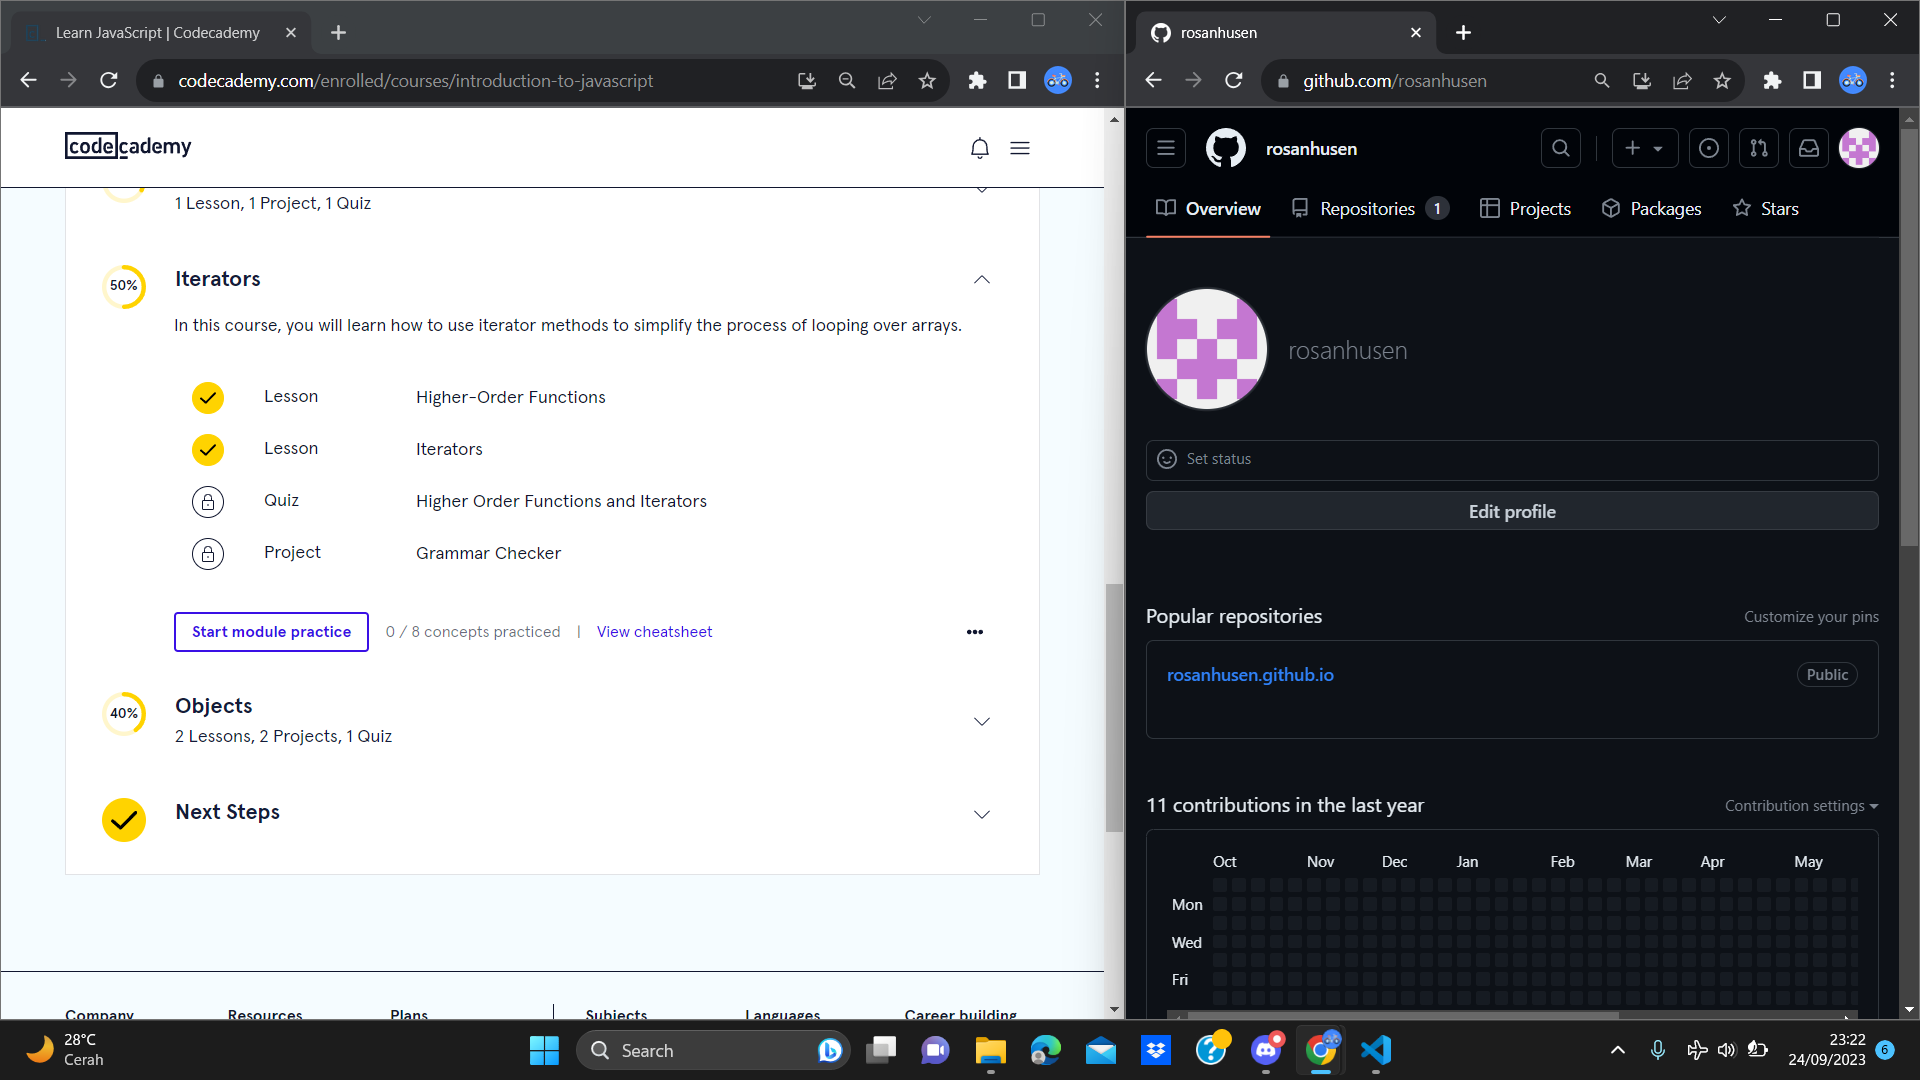 Learn JavaScript | Codecademy
codecademy.com/enrolled/courses/introduction-to-javascript
codecademy
1 Lesson, 1 Project, 1 Quiz
50%
Iterators
In this course, you will learn how to use iterator methods to simplify the process of looping over arrays.
Lesson Higher-Order Functions
Lesson Iterators
Quiz Higher Order Functions and Iterators
Project Grammar Checker
Start module practice 0 / 8 concepts practiced | View cheatsheet
40%
Objects
2 Lessons, 2 Projects, 1 Quiz
Next Steps
Company Resources Plans Subjects Languages Career building
rosanhusen
github.com/rosanhusen
rosanhusen
Overview Repositories 1 Projects Packages Stars
rosanhusen
Set status
Edit profile
Popular repositories Customize your pins
rosanhusen.github.io Public
11 contributions in the last year Contribution settings
Oct Nov Dec Jan Feb Mar Apr May
Mon
Wed
Fri
28°C
Cerah
Search
23:22
24/09/2023
6